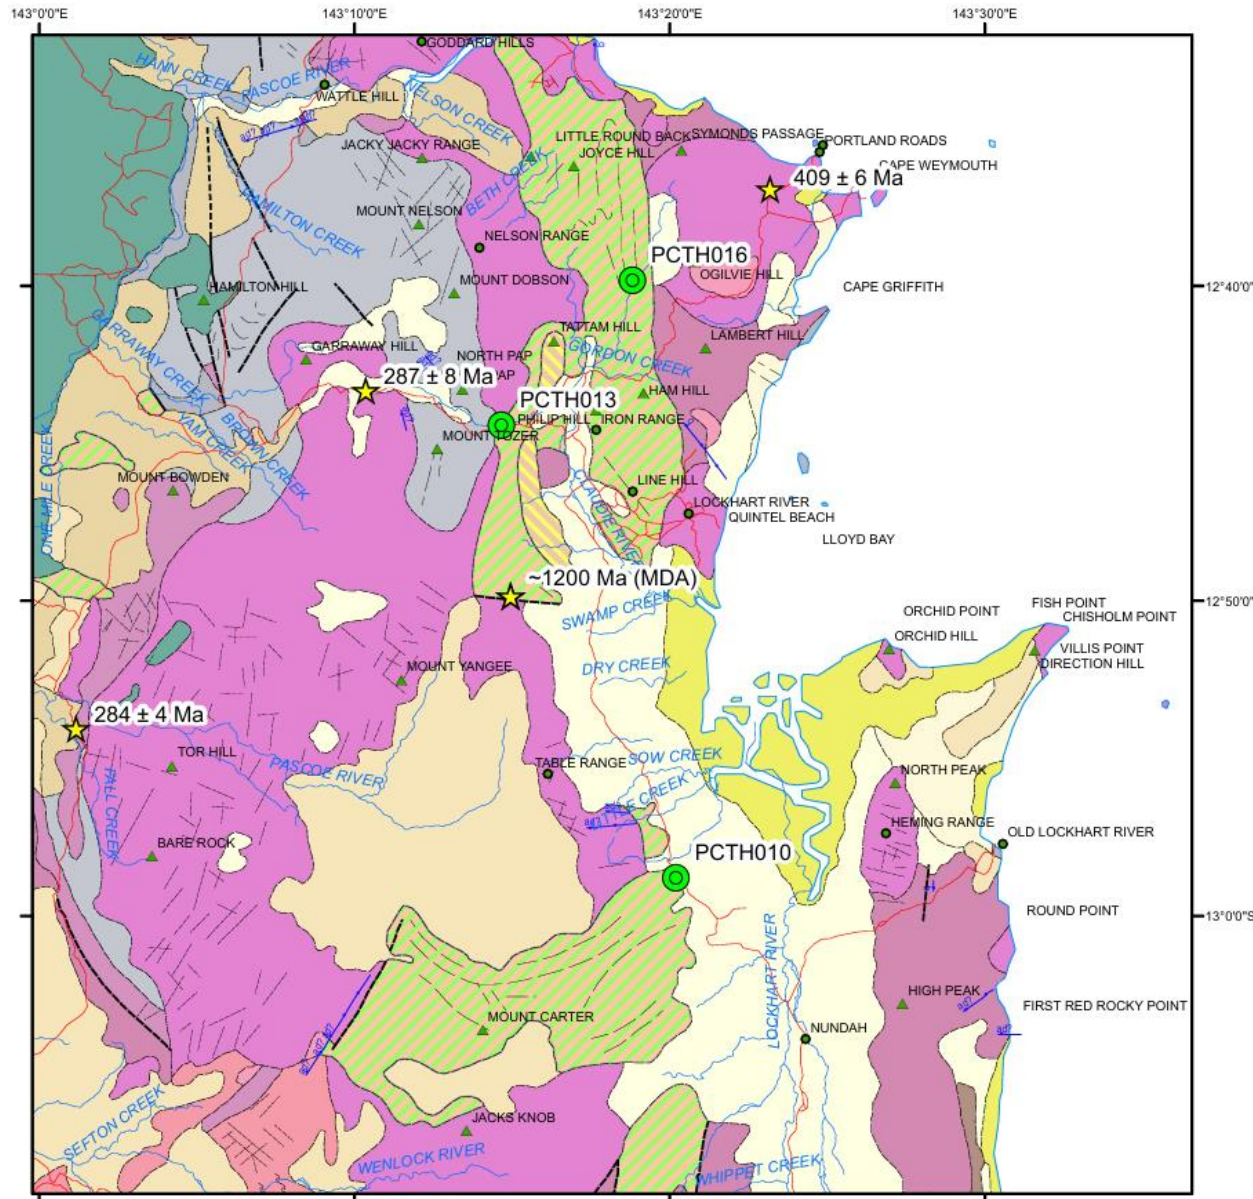 143°0'0"E
143°10'0"E
143°20'0"E
143°30'0"E
GODDARD HILLS
HANN CREEK
PASCOE RIVER
WATTLE HILL
NELSON CREEK
LITTLE ROUND BACK
SYMONDS PASSAGE
PORTLAND ROADS
JACKY JACKY RANGE
JOYCE HILL
CAPE WEYMOUTH
409 ± 6 Ma
BETH CREEK
HAMILTON CREEK
MOUNT NELSON
NELSON RANGE
PCTH016
MOUNT DOBSON
OGILVIE HILL
HAMILTON HILL
CAPE GRIFFITH
12°40'0"S
GARRAWAY CREEK
TATTAM HILL
GORDON CREEK
LAMBERT HILL
GARRAWAY HILL
NORTH PAP
287 ± 8 Ma
HAM HILL
PCTH013
PHILIP HILL
IRON RANGE
BROWN CREEK
YAM CREEK
MOUNT TOZER
ONE MILE CREEK
MOUNT BOWDEN
CLAUDIE RIVER
LINE HILL
LOCKHART RIVER
QUINTEL BEACH
LLOYD BAY
~1200 Ma (MDA)
SWAMP CREEK
12°50'0"S
ORCHID POINT
FISH POINT
CHISHOLM POINT
ORCHID HILL
VILLIS POINT
DIRECTION HILL
DRY CREEK
MOUNT YANGEE
284 ± 4 Ma
TOR HILL
PASCOE RIVER
TABLE RANGE
SOW CREEK
NORTH PEAK
FALL CREEK
HEMING RANGE
OLD LOCKHART RIVER
BARE ROCK
PCTH010
ROUND POINT
13°0'0"S
LOCKHART RIVER
HIGH PEAK
FIRST RED ROCKY POINT
MOUNT CARTER
NUNDAH
JACKS KNOB
SEFTON CREEK
WENLOCK RIVER
WHIPPET CREEK